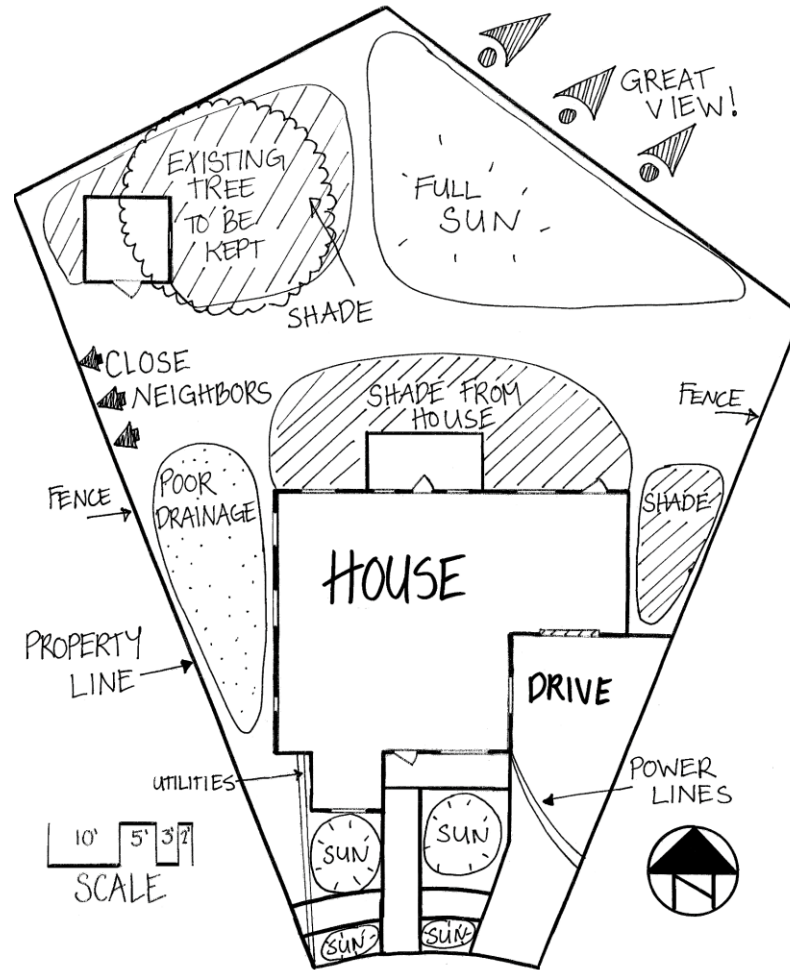 GREAT
VIEW!
EXISTING
TREE
TO BE
KEPT
FULL
SUN
SHADE
CLOSE
NEIGHBORS
SHADE FROM
HOUSE
FENCE
POOR
DRAINAGE
SHADE
FENCE
HOUSE
PROPERTY
LINE
DRIVE
UTILITIES
POWER
LINES
10' 5' 3' 2'
SCALE
SUN
SUN
SUN
SUN
N